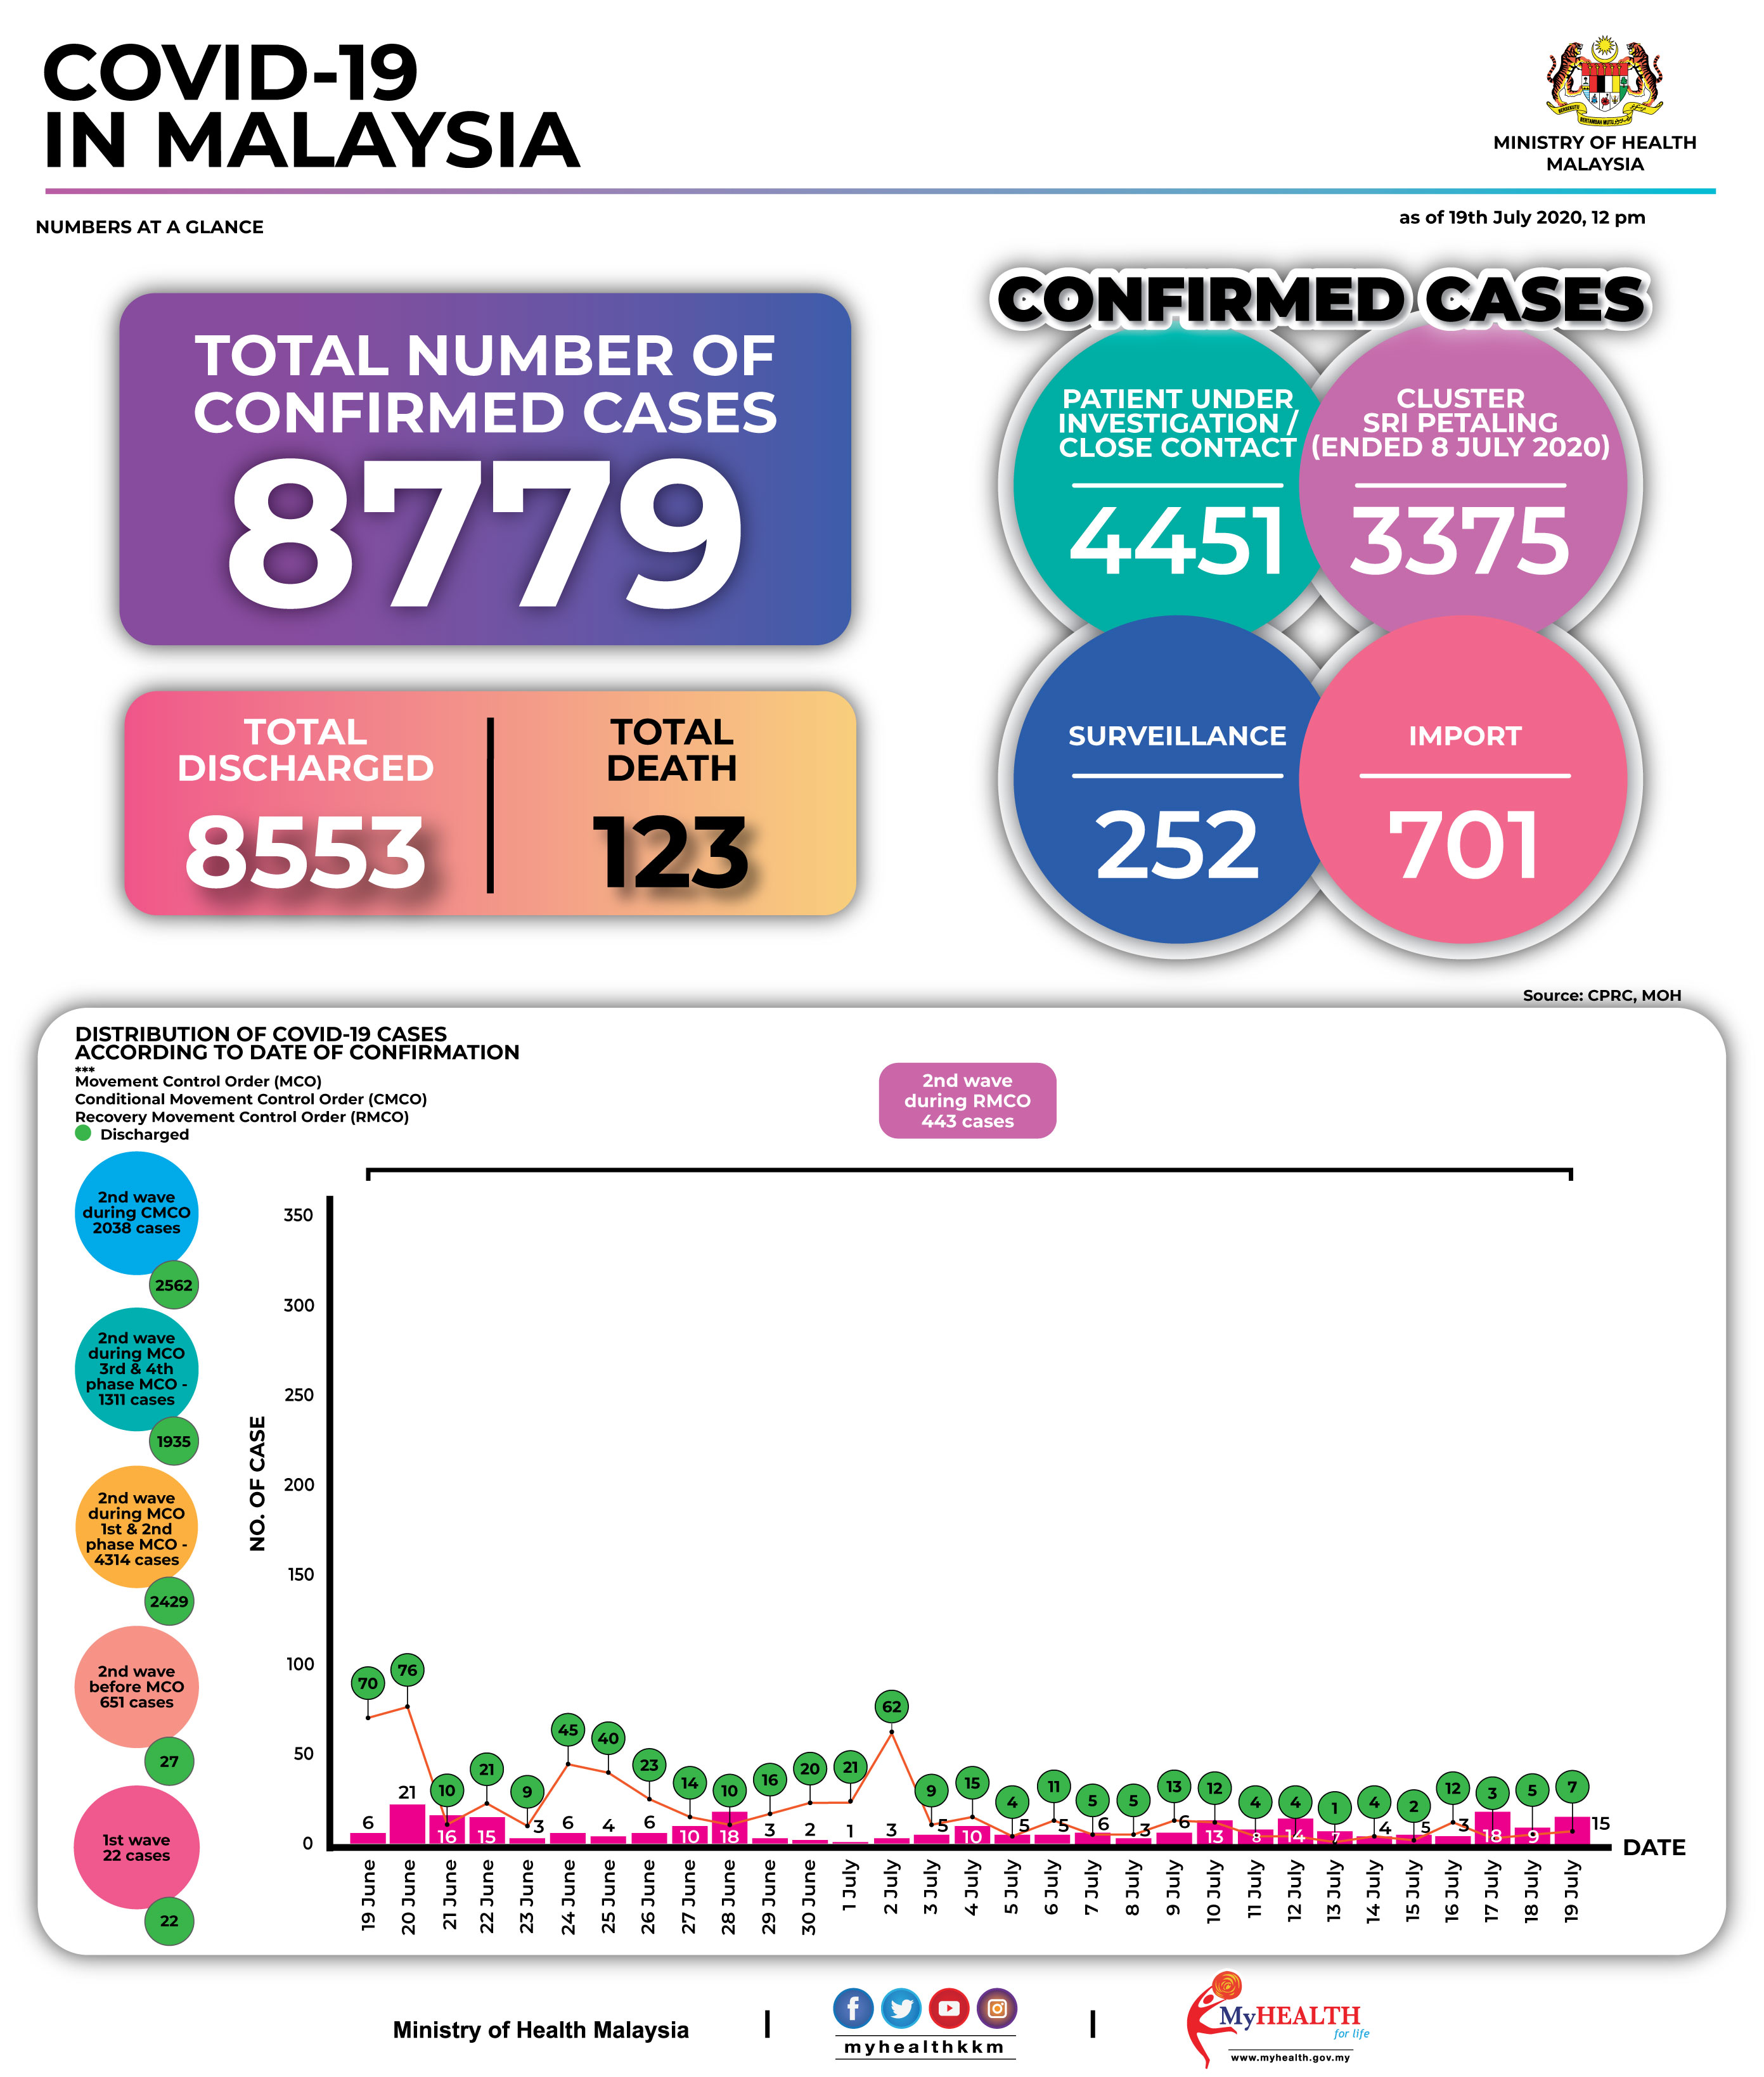 COVID-19
IN MALAYSIA
MINISTRY OF HEALTH
MALAYSIA
NUMBERS AT A GLANCE
as of 19th July 2020, 12 pm
TOTAL NUMBER OF
CONFIRMED CASES
8779
TOTAL
DISCHARGED
8553
TOTAL
DEATH
123
CONFIRMED CASES
PATIENT UNDER
INVESTIGATION /
CLOSE CONTACT
4451
CLUSTER
SRI PETALING
(ENDED 8 JULY 2020)
3375
SURVEILLANCE
252
IMPORT
701
Source: CPRC, MOH
DISTRIBUTION OF COVID-19 CASES
ACCORDING TO DATE OF CONFIRMATION
***
Movement Control Order (MCO)
Conditional Movement Control Order (CMCO)
Recovery Movement Control Order (RMCO)
Discharged
2nd wave
during RMCO
443 cases
2nd wave
during CMCO
2038 cases
2562
2nd wave
during MCO
3rd & 4th
phase MCO -
1311 cases
1935
2nd wave
during MCO
1st & 2nd
phase MCO -
4314 cases
2429
2nd wave
before MCO
651 cases
27
1st wave
22 cases
22
NO. OF CASE
350
300
250
200
150
100
50
0
70 76 10 21 9 45 40 23 14 10 16 20 21 62 9 15 4 11 5 5 13 12 4 4 1 4 2 12 3 5 7
6 21 16 15 3 6 4 6 10 18 3 2 1 3 5 10 5 5 6 3 6 13 8 14 7 4 5 3 18 9 15
DATE
19 June
20 June
21 June
22 June
23 June
24 June
25 June
26 June
27 June
28 June
29 June
30 June
1 July
2 July
3 July
4 July
5 July
6 July
7 July
8 July
9 July
10 July
11 July
12 July
13 July
14 July
15 July
16 July
17 July
18 July
19 July
Ministry of Health Malaysia
myhealthkkm
MyHEALTH
for life
www.myhealth.gov.my